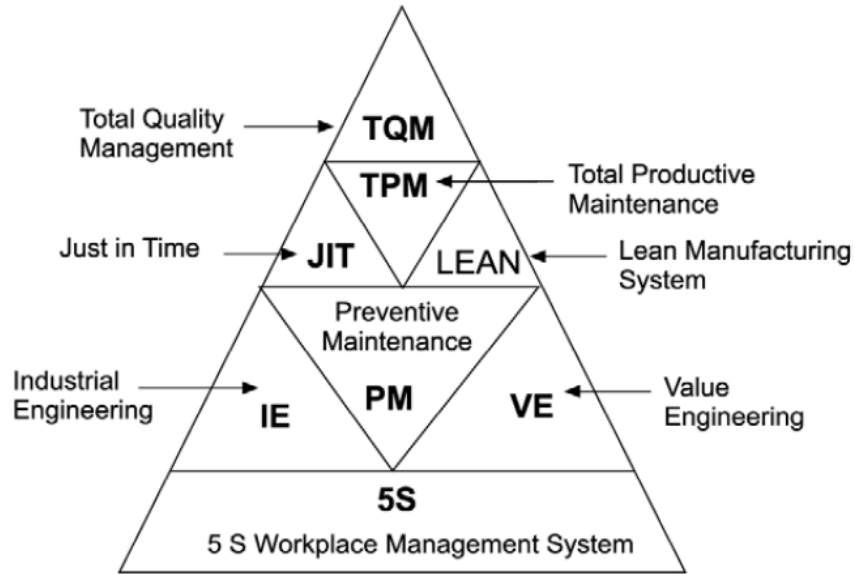 TQM
Total Quality
Management
TPM
Total Productive
Maintenance
Just in Time
JIT
LEAN
Lean Manufacturing
System
Preventive
Maintenance
PM
Industrial
Engineering
IE
VE
Value
Engineering
5S
5 S Workplace Management System